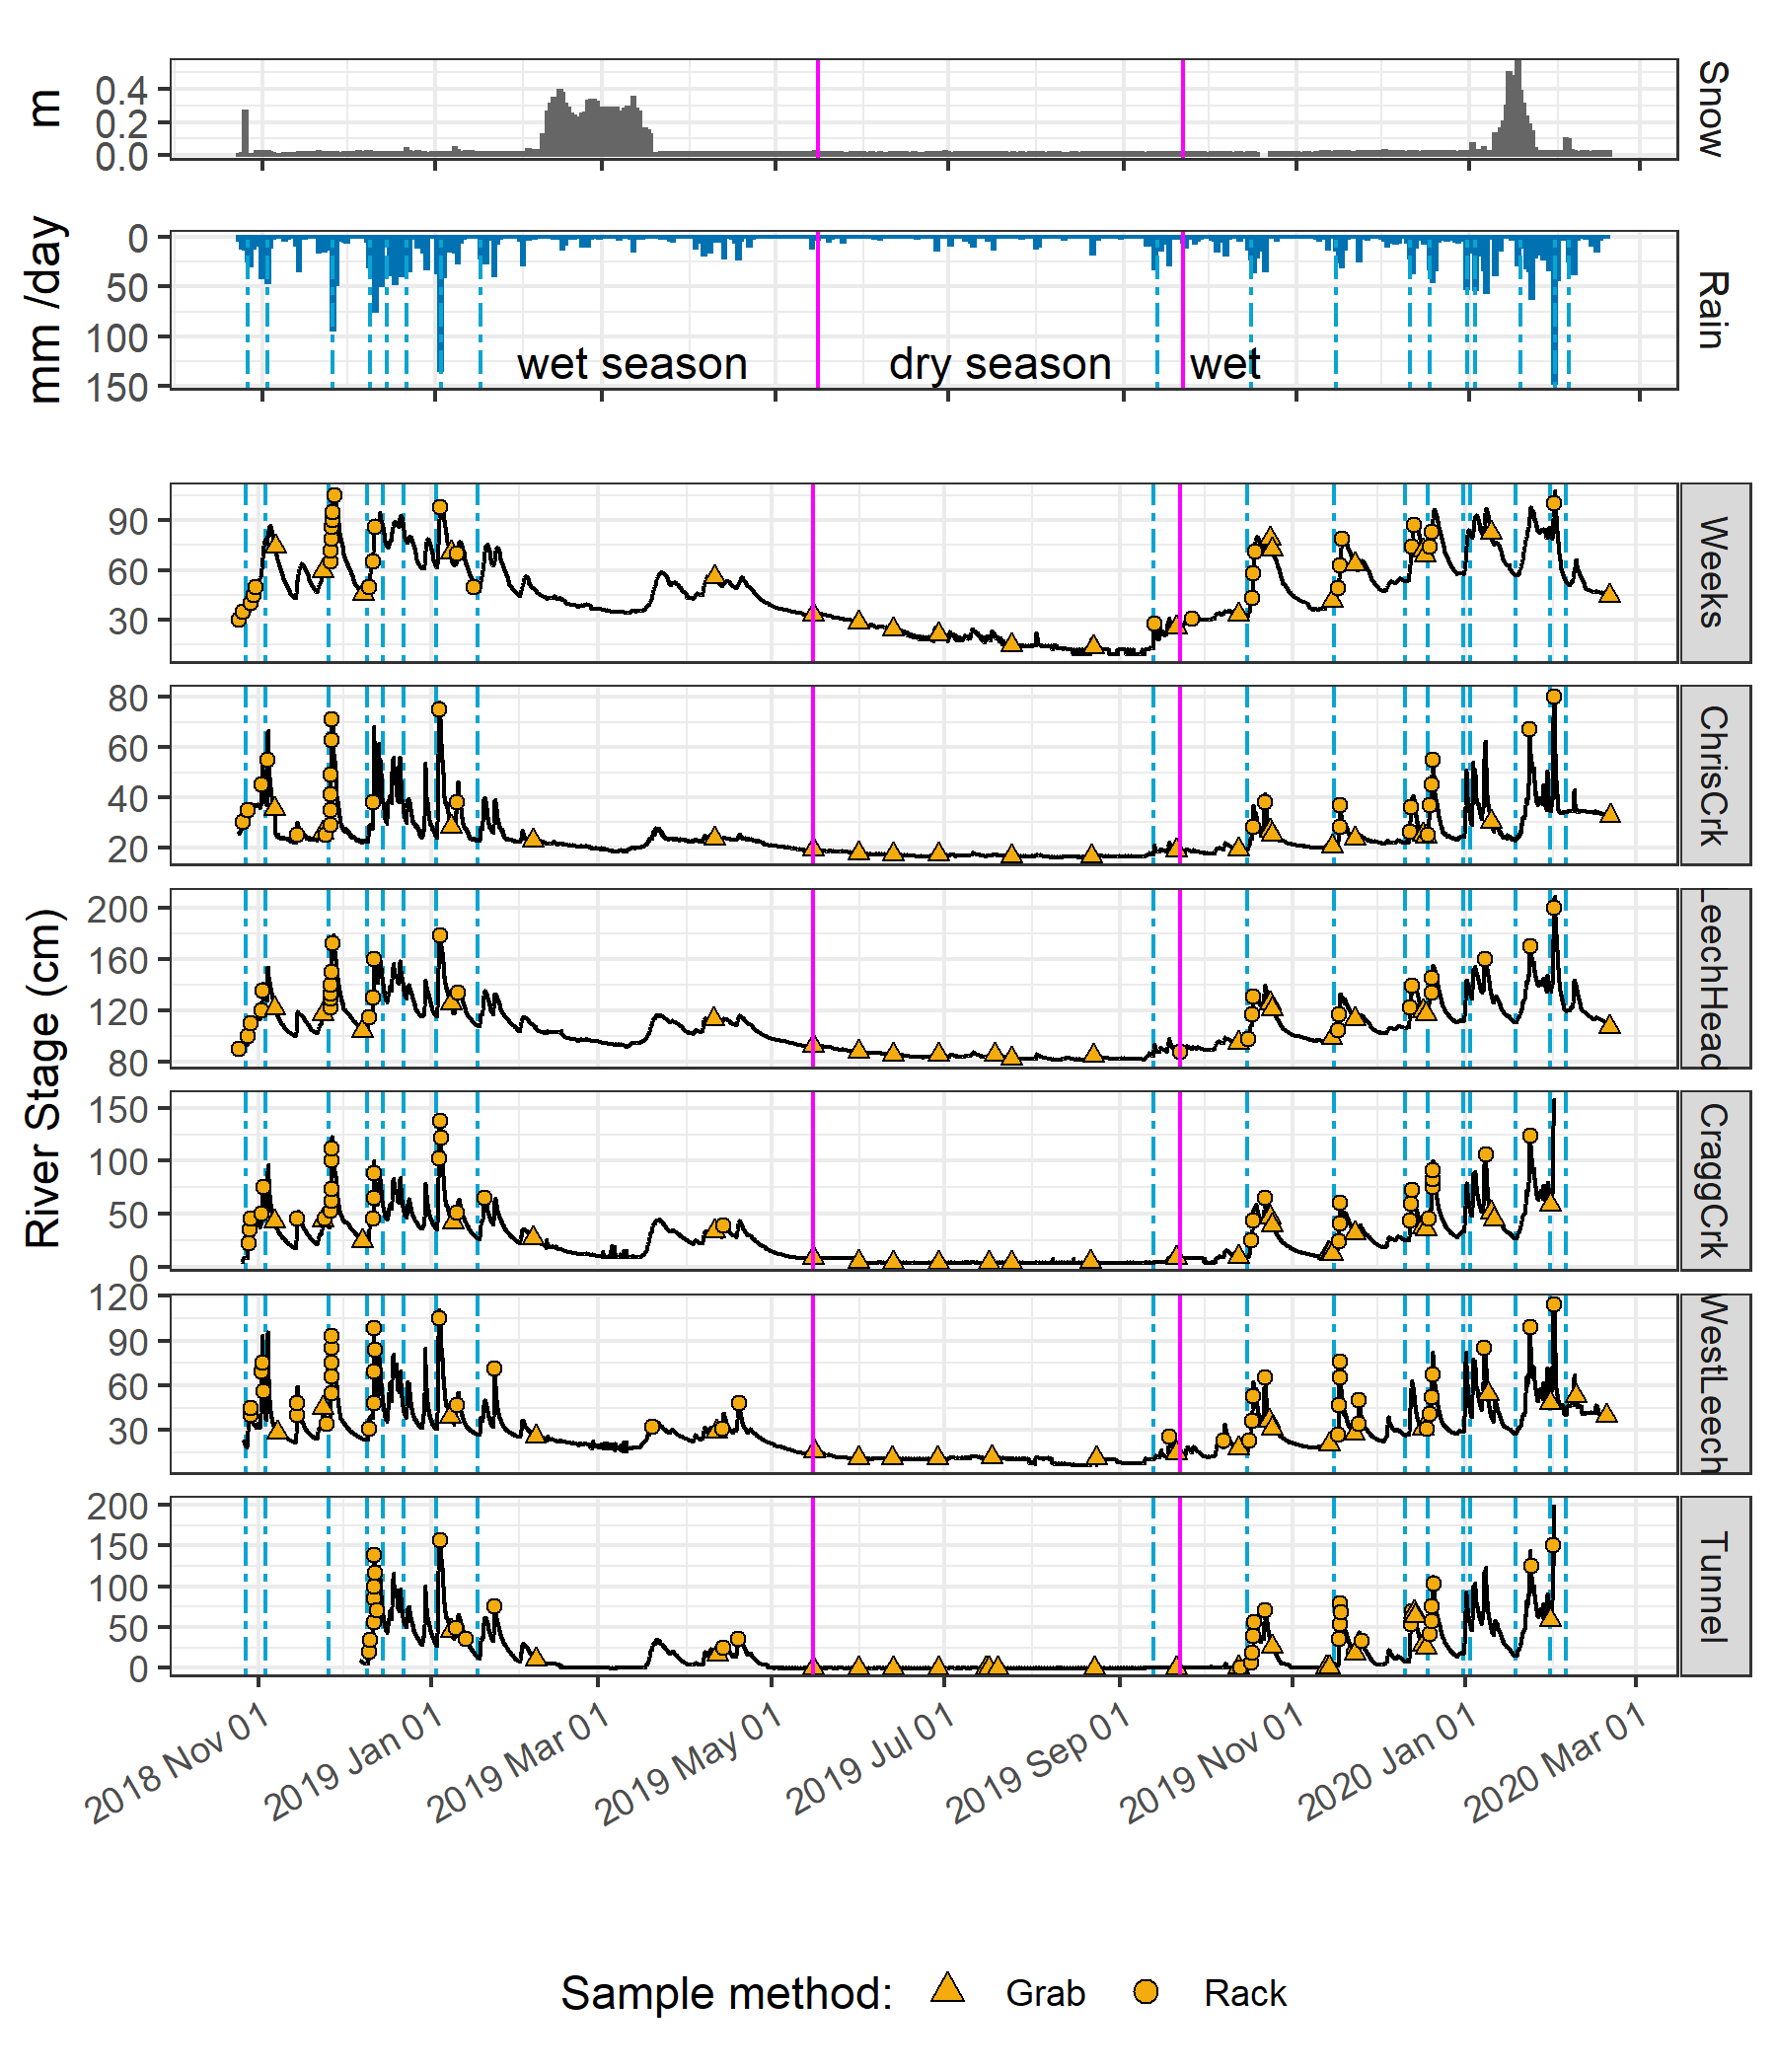 m
0.4
0.2
0.0
Snow
mm /day
0
50
100
150
wet season
dry season
wet
Rain
River Stage (cm)
90
60
30
Weeks
80
60
40
20
ChrisCrk
200
160
120
80
LeechHead
150
100
50
0
CraggCrk
120
90
60
30
WestLeech
200
150
100
50
0
Tunnel
2018 Nov 01
2019 Jan 01
2019 Mar 01
2019 May 01
2019 Jul 01
2019 Sep 01
2019 Nov 01
2020 Jan 01
2020 Mar 01
Sample method:
Grab
Rack